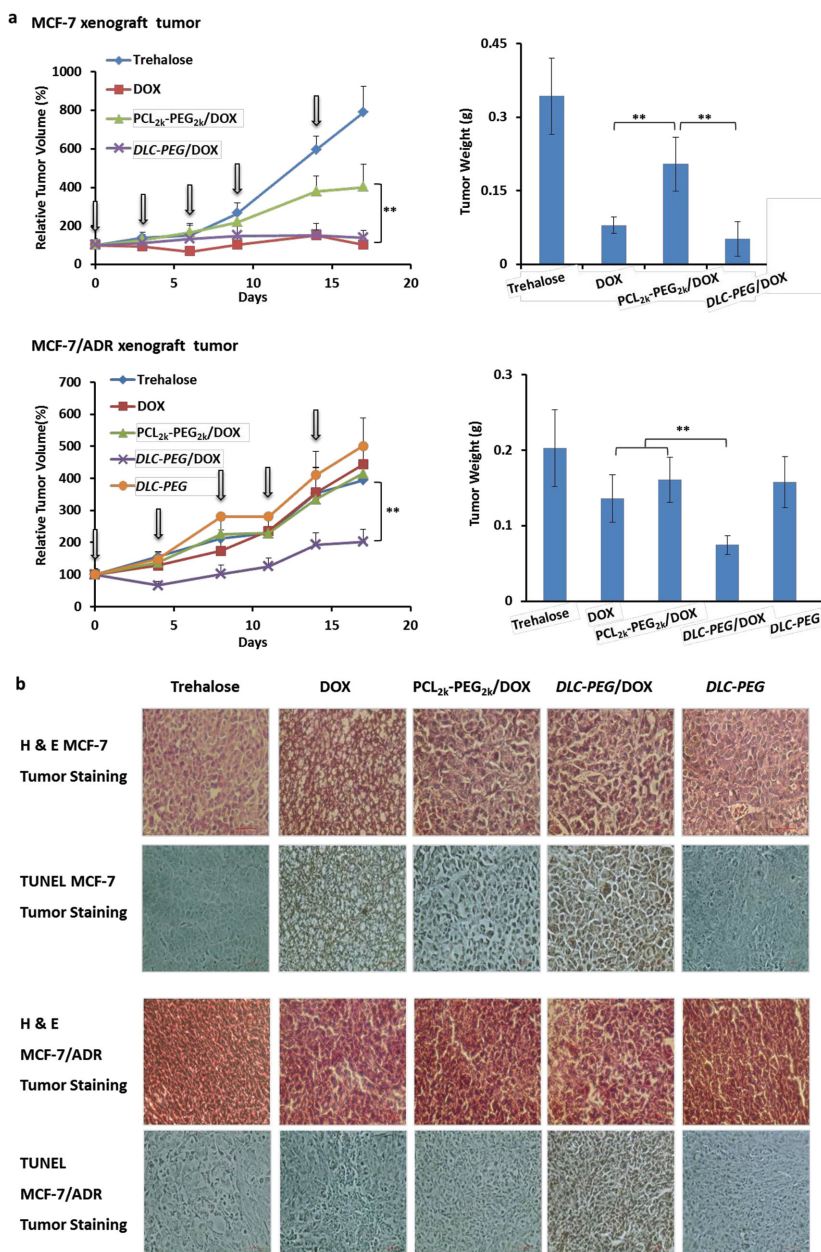 a
MCF-7 xenograft tumor
Relative Tumor Volume (%)
1000
800
600
400
200
0
0 5 10 15 20
Days
Trehalose
DOX
PCL2k-PEG2k/DOX
DLC-PEG/DOX
**
Tumor Weight (g)
0.45
0.3
0.15
0
** **
Trehalose
DOX
PCL2k-PEG2k/DOX
DLC-PEG/DOX
MCF-7/ADR xenograft tumor
Relative Tumor Volume(%)
700
600
500
400
300
200
100
0
0 5 10 15 20
Days
Trehalose
DOX
PCL2k-PEG2k/DOX
DLC-PEG/DOX
DLC-PEG
**
Tumor Weight (g)
0.3
0.2
0.1
0
**
Trehalose
DOX
PCL2k-PEG2k/DOX
DLC-PEG/DOX
DLC-PEG
b
Trehalose DOX PCL2k-PEG2k/DOX DLC-PEG/DOX DLC-PEG
H & E MCF-7
Tumor Staining
TUNEL MCF-7
Tumor Staining
H & E
MCF-7/ADR
Tumor Staining
TUNEL
MCF-7/ADR
Tumor Staining